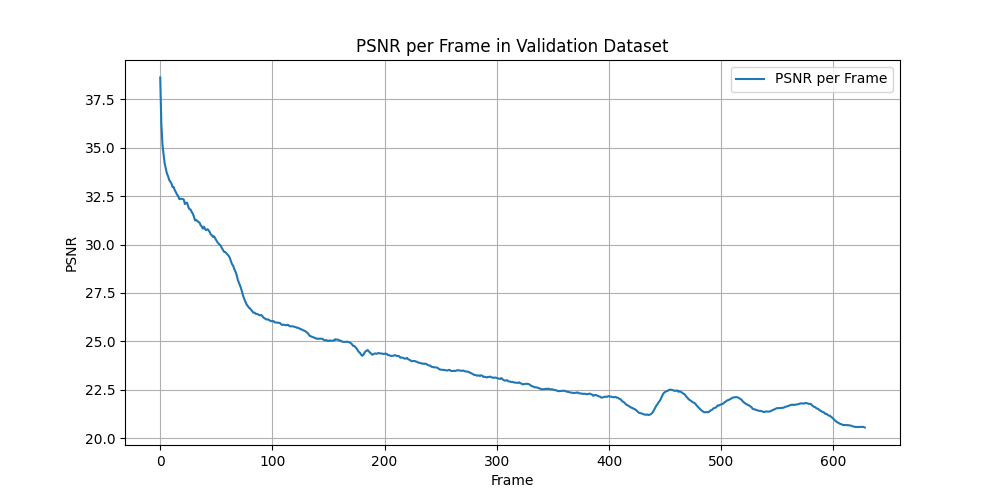 PSNR per Frame in Validation Dataset
PSNR per Frame
37.5
35.0
32.5
30.0
27.5
25.0
22.5
20.0
PSNR
0 100 200 300 400 500 600
Frame